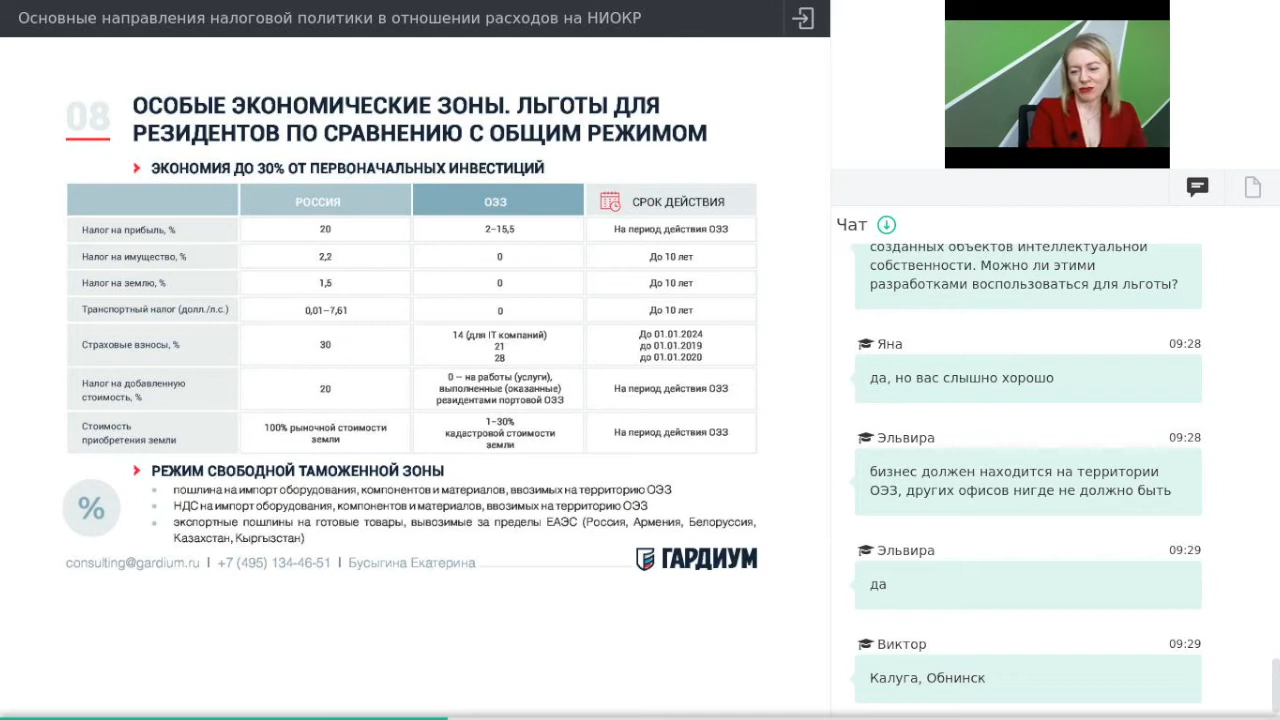 Основные направления налоговой политики в отношении расходов на НИОКР
08
ОСОБЫЕ ЭКОНОМИЧЕСКИЕ ЗОНЫ. ЛЬГОТЫ ДЛЯ
РЕЗИДЕНТОВ ПО СРАВНЕНИЮ С ОБЩИМ РЕЖИМОМ
ЭКОНОМИЯ ДО 30% ОТ ПЕРВОНАЧАЛЬНЫХ ИНВЕСТИЦИЙ
РОССИЯ ОЭЗ СРОК ДЕЙСТВИЯ
Налог на прибыль, % 20 2–15,5 На период действия ОЭЗ
Налог на имущество, % 2,2 0 До 10 лет
Налог на землю, % 1,5 0 До 10 лет
Транспортный налог (долл./л.с.) 0,01–7,61 0 До 10 лет
Страховые взносы, % 30
14 (для IT компаний)
21
28
До 01.01.2024
до 01.01.2019
до 01.01.2020
Налог на добавленную
стоимость, %
20
0 – на работы (услуги),
выполненные (оказанные)
резидентами портовой ОЭЗ
На период действия ОЭЗ
Стоимость
приобретения земли
100% рыночной стоимости
земли
1–30%
кадастровой стоимости
земли
На период действия ОЭЗ
РЕЖИМ СВОБОДНОЙ ТАМОЖЕННОЙ ЗОНЫ
%
пошлина на импорт оборудования, компонентов и материалов, ввозимых на территорию ОЭЗ
НДС на импорт оборудования, компонентов и материалов, ввозимых на территорию ОЭЗ
экспортные пошлины на готовые товары, вывозимые за пределы ЕАЭС (Россия, Армения, Белоруссия,
Казахстан, Кыргызстан)
consulting@gardium.ru | +7 (495) 134-46-51 | Бусыгина Екатерина
ГАРДИУМ
Чат
созданных объектов интеллектуальной
собственности. Можно ли этими
разработками воспользоваться для льготы?
Яна 09:28
да, но вас слышно хорошо
Эльвира 09:28
бизнес должен находится на территории
ОЭЗ, других офисов нигде не должно быть
Эльвира 09:29
да
Виктор 09:29
Калуга, Обнинск